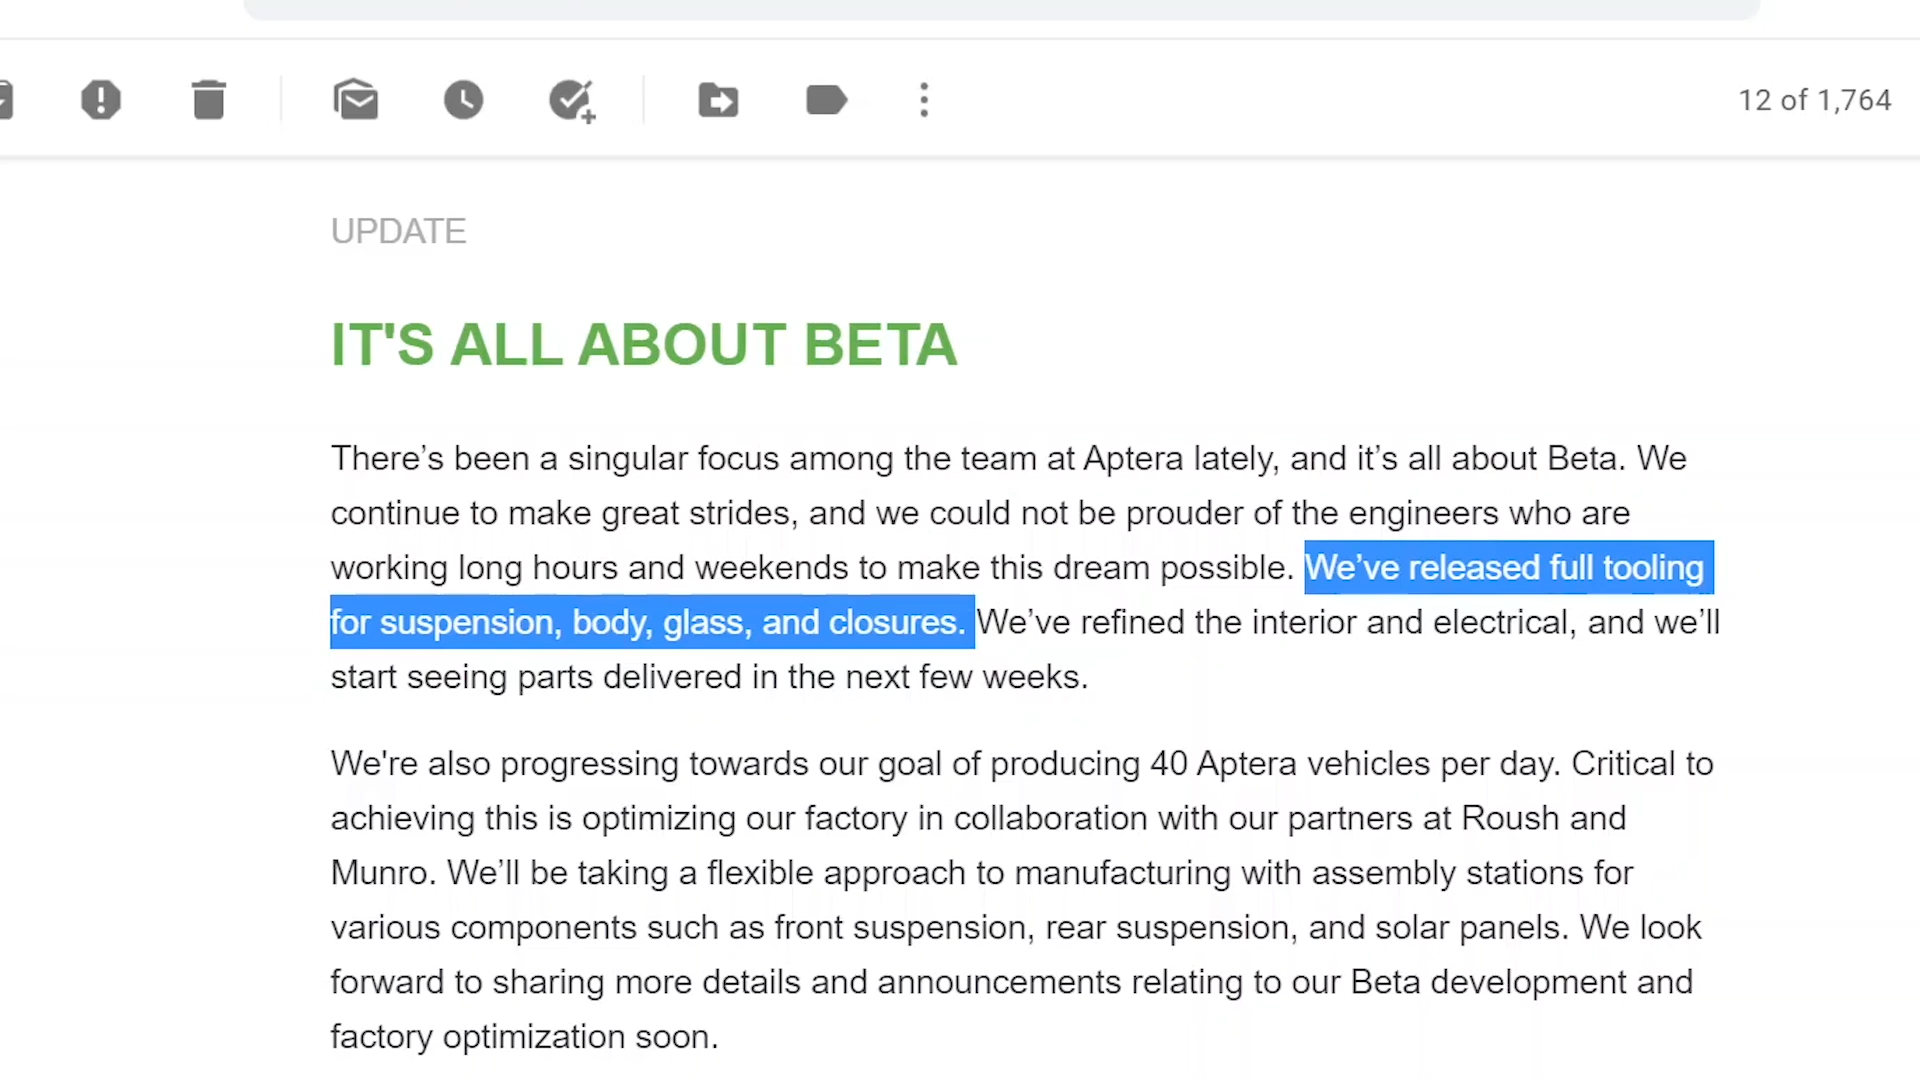 12 of 1,764
UPDATE
IT'S ALL ABOUT BETA
There’s been a singular focus among the team at Aptera lately, and it’s all about Beta. We
continue to make great strides, and we could not be prouder of the engineers who are
working long hours and weekends to make this dream possible. We’ve released full tooling
for suspension, body, glass, and closures. We’ve refined the interior and electrical, and we’ll
start seeing parts delivered in the next few weeks.
We're also progressing towards our goal of producing 40 Aptera vehicles per day. Critical to
achieving this is optimizing our factory in collaboration with our partners at Roush and
Munro. We’ll be taking a flexible approach to manufacturing with assembly stations for
various components such as front suspension, rear suspension, and solar panels. We look
forward to sharing more details and announcements relating to our Beta development and
factory optimization soon.